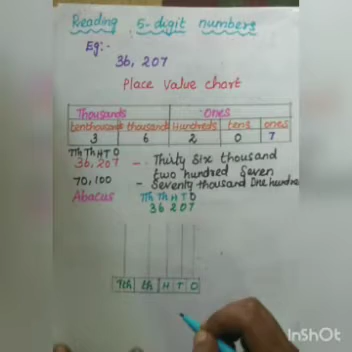 Reading 5-digit numbers
Eg:-
36, 207
Place Value chart
Thousands Ones
tenthousands thousands Hundreds tens ones
3 6 2 0 7
TTh Th H T O
36,207 - Thirty Six thousand
two hundred Seven
70,100 - Seventy thousand One hundred
Abacus TTh Th H T O
3 6 2 0 7
TTh th H T O
InShOt